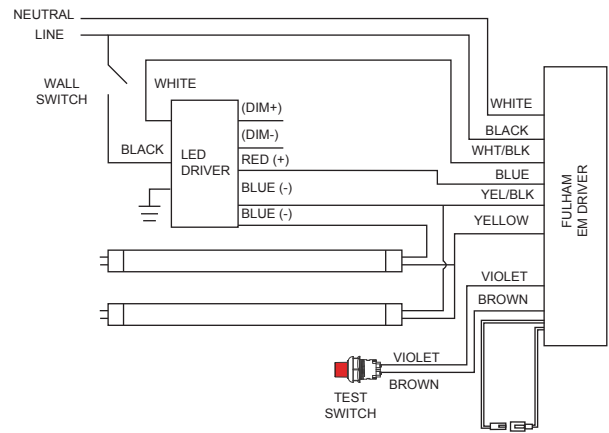 NEUTRAL
LINE
WALL
SWITCH
WHITE
BLACK
LED
DRIVER
(DIM+)
(DIM-)
RED (+)
BLUE (-)
BLUE (-)
WHITE
BLACK
WHT/BLK
BLUE
YEL/BLK
YELLOW
VIOLET
BROWN
FULHAM
EM DRIVER
VIOLET
BROWN
TEST
SWITCH